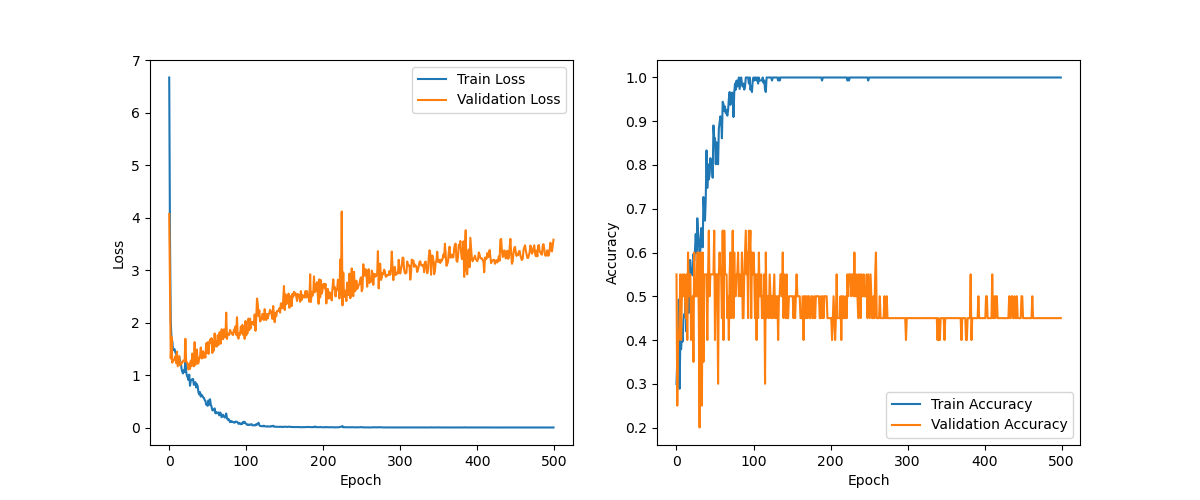 7
6
5
4
3
2
1
0
Loss
0 100 200 300 400 500
Epoch
Train Loss
Validation Loss
1.0
0.9
0.8
0.7
0.6
0.5
0.4
0.3
0.2
Accuracy
0 100 200 300 400 500
Epoch
Train Accuracy
Validation Accuracy